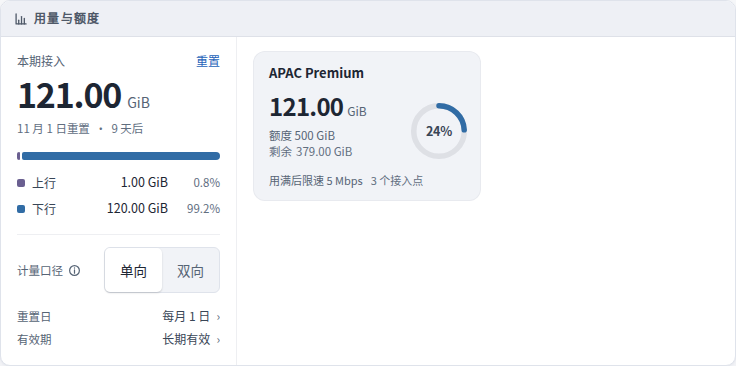 用量与额度
本期接入 重置
121.00 GiB
11 月 1 日重置 • 9 天后
上行 1.00 GiB 0.8%
下行 120.00 GiB 99.2%
计量口径 单向 双向
重置日 每月 1 日 ›
有效期 长期有效 ›
APAC Premium
121.00 GiB
额度 500 GiB
剩余 379.00 GiB
24%
用满后限速 5 Mbps 3 个接入点